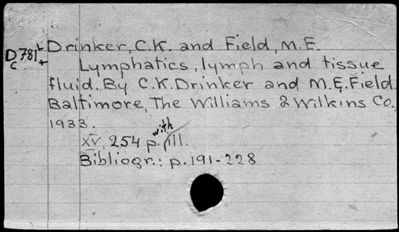 D781 Drinker, C.K. and Field, M.E.
C Lymphatics, lymph and tissue
fluid. By C.K. Drinker and M.E. Field.
Baltimore, The Williams & Wilkins Co.
1933.
xv, 254 p. with ill.
Bibliogr.: p. 191-228